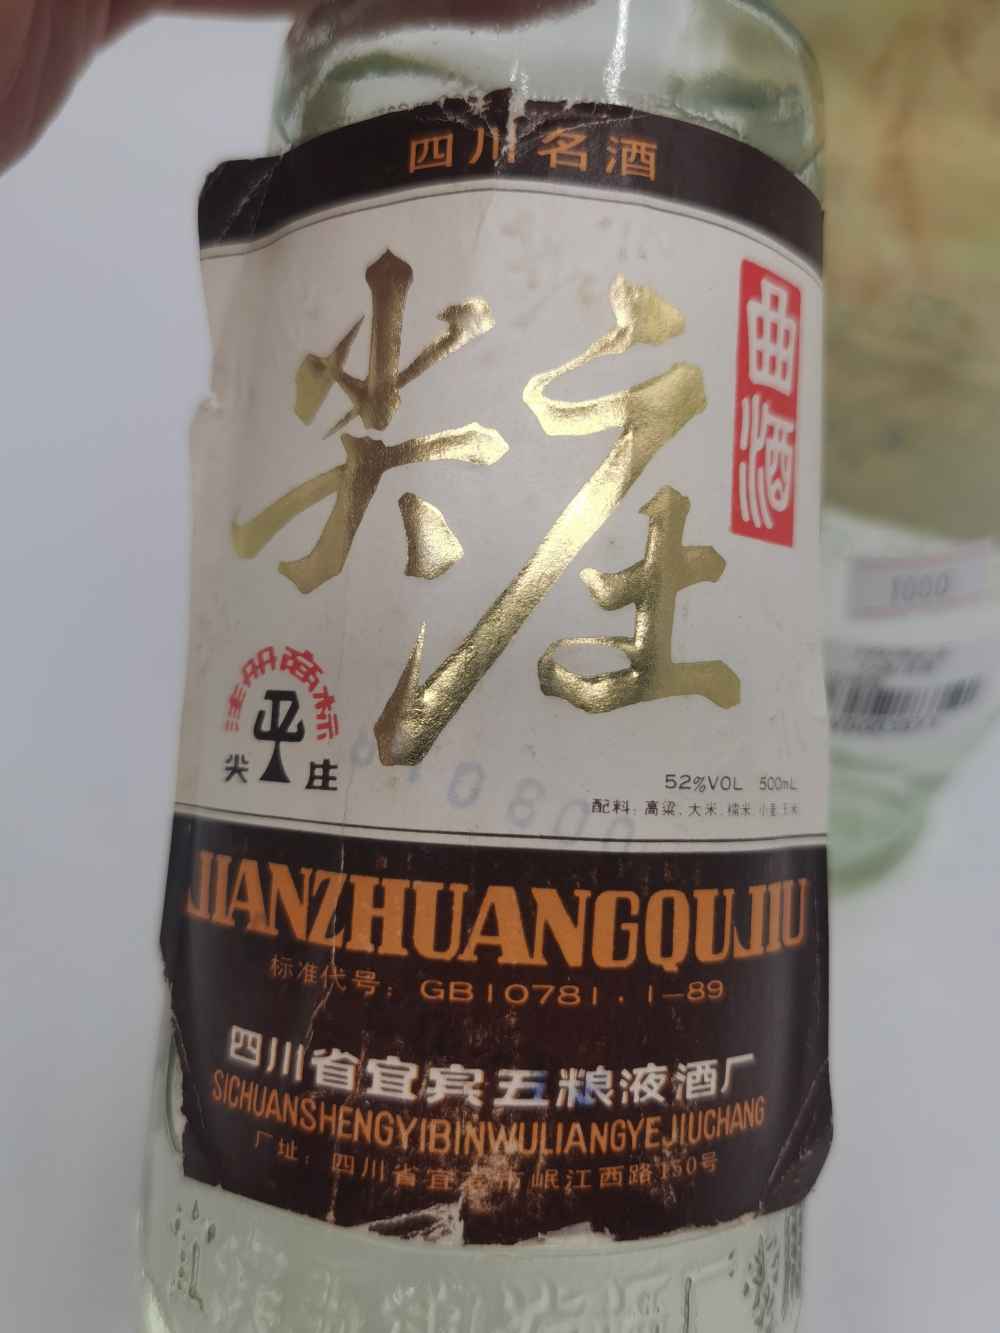 四川名酒
尖庄
曲酒
注册商标
尖 庄
52%VOL 500mL
配料：高粱、大米、糯米、小麦、玉米
JIANZHUANGQUJIU
标准代号：GB10781.1-89
四川省宜宾五粮液酒厂
SICHUANSHENGYIBINWULIANGYEJIUCHANG
厂址：四川省宜宾市岷江西路150号
1000